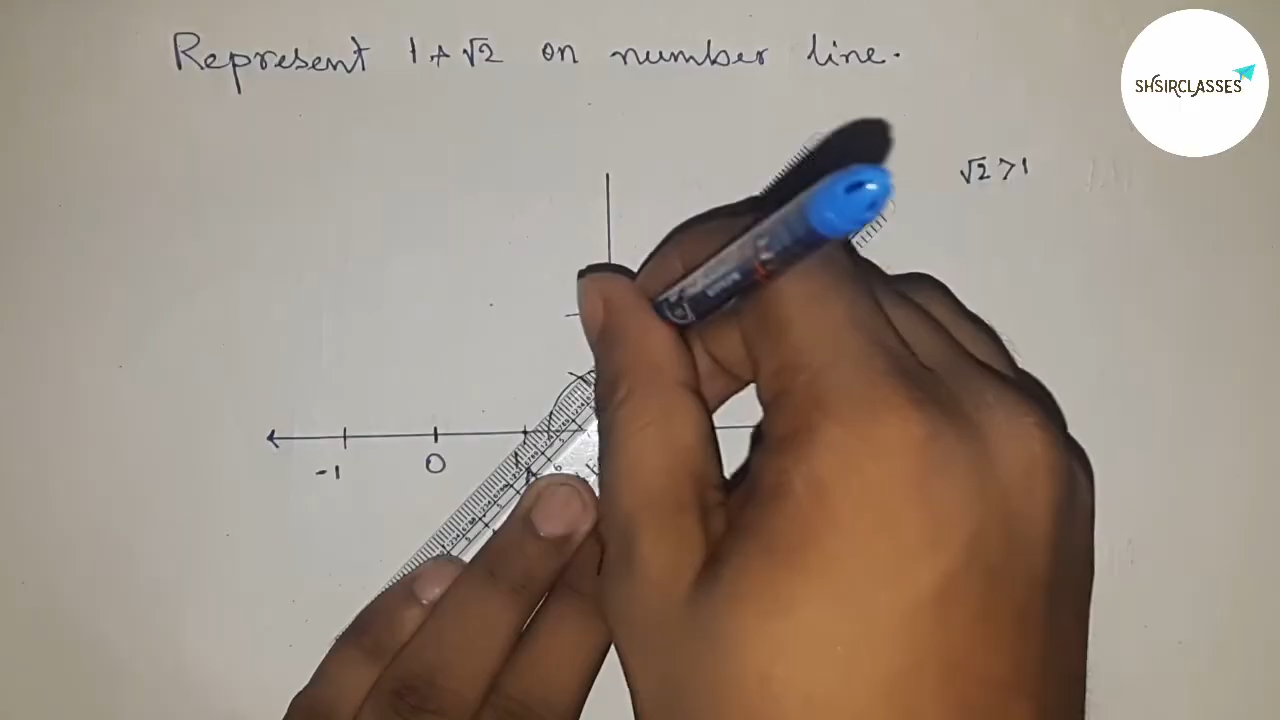 Represent 1+√2 on number line.
SHSIRCLASSES
√2 > 1
-1 0